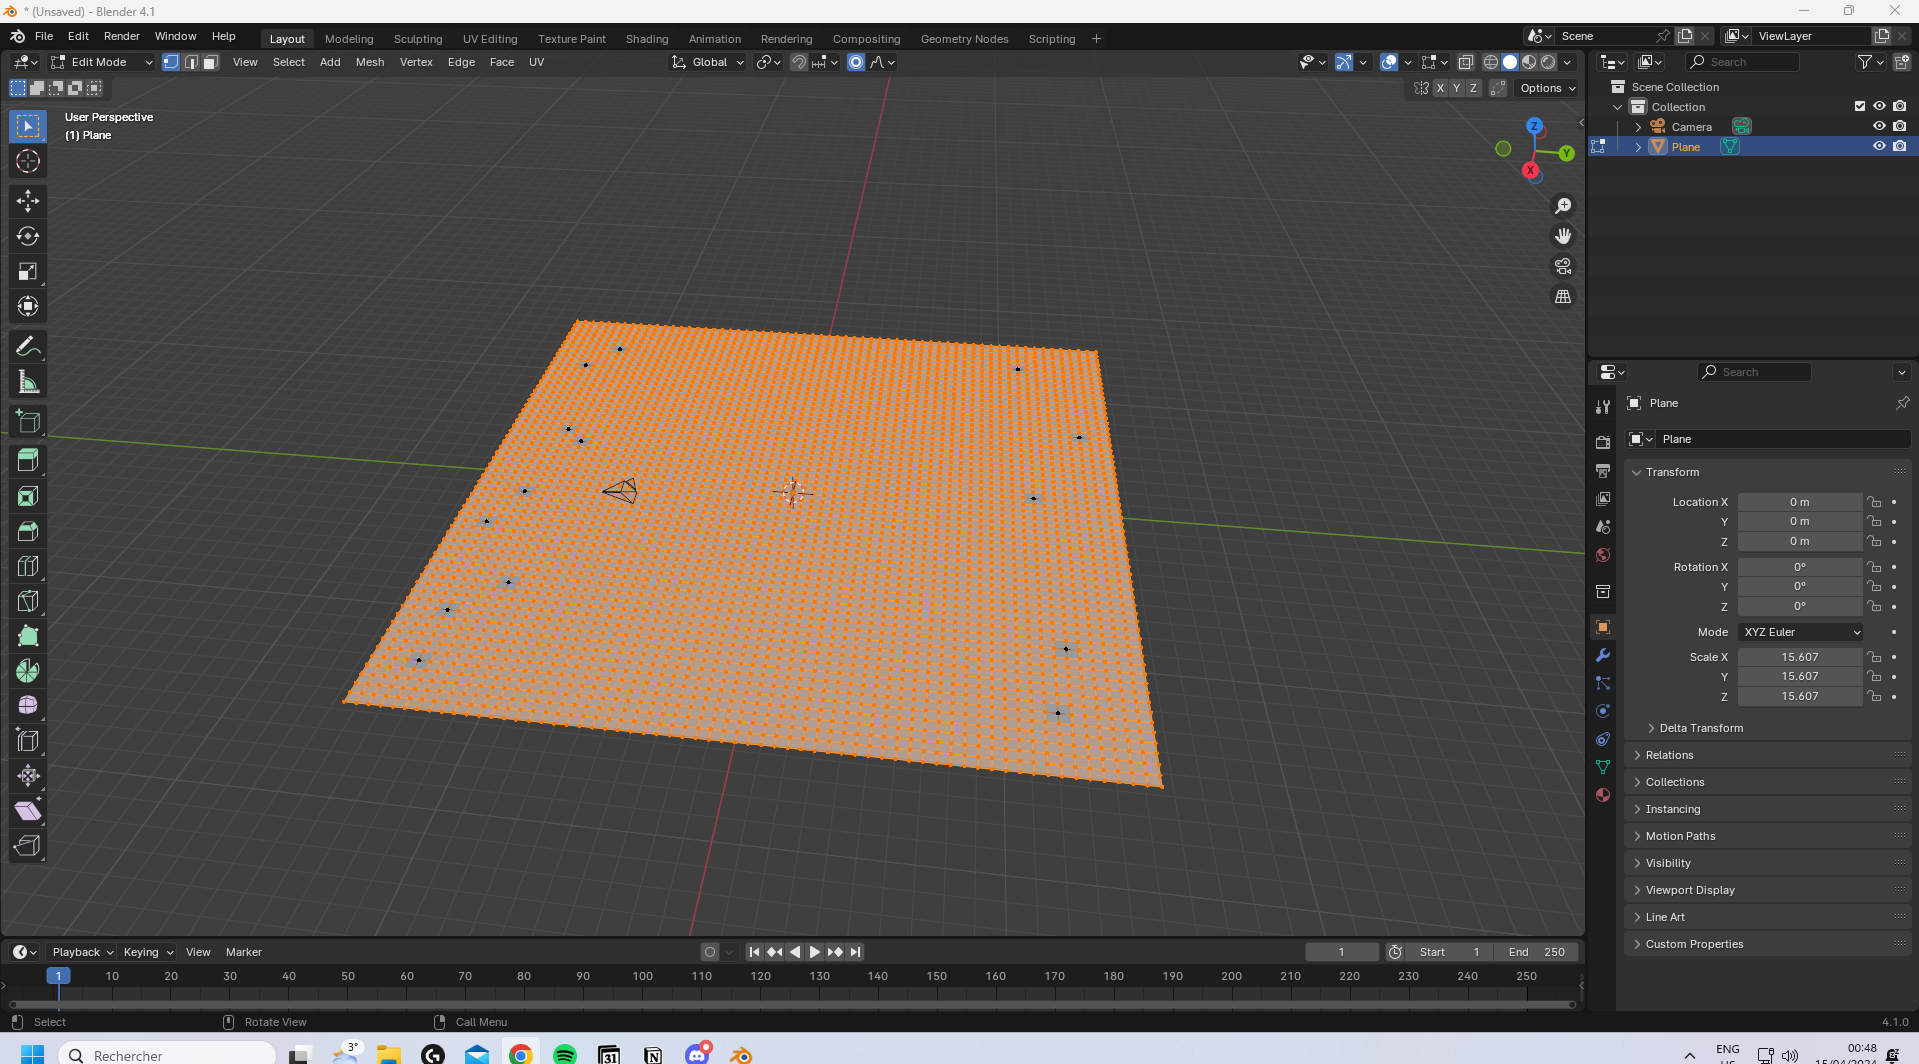 * (Unsaved) - Blender 4.1
File Edit Render Window Help
Layout Modeling Sculpting UV Editing Texture Paint Shading Animation Rendering Compositing Geometry Nodes Scripting +
Scene
ViewLayer
Edit Mode View Select Add Mesh Vertex Edge Face UV
Global
Search
X Y Z Options
User Perspective
(1) Plane
Z
Y
X
Scene Collection
Collection
Camera
Plane
Search
Plane
Plane
Transform
Location X 0 m
Y 0 m
Z 0 m
Rotation X 0°
Y 0°
Z 0°
Mode XYZ Euler
Scale X 15.607
Y 15.607
Z 15.607
Delta Transform
Relations
Collections
Instancing
Motion Paths
Visibility
Viewport Display
Line Art
Custom Properties
Playback Keying View Marker
1 Start 1 End 250
1 10 20 30 40 50 60 70 80 90 100 110 120 130 140 150 160 170 180 190 200 210 220 230 240 250
Select Rotate View Call Menu
4.1.0
Rechercher
3°
31
ENG
00:48